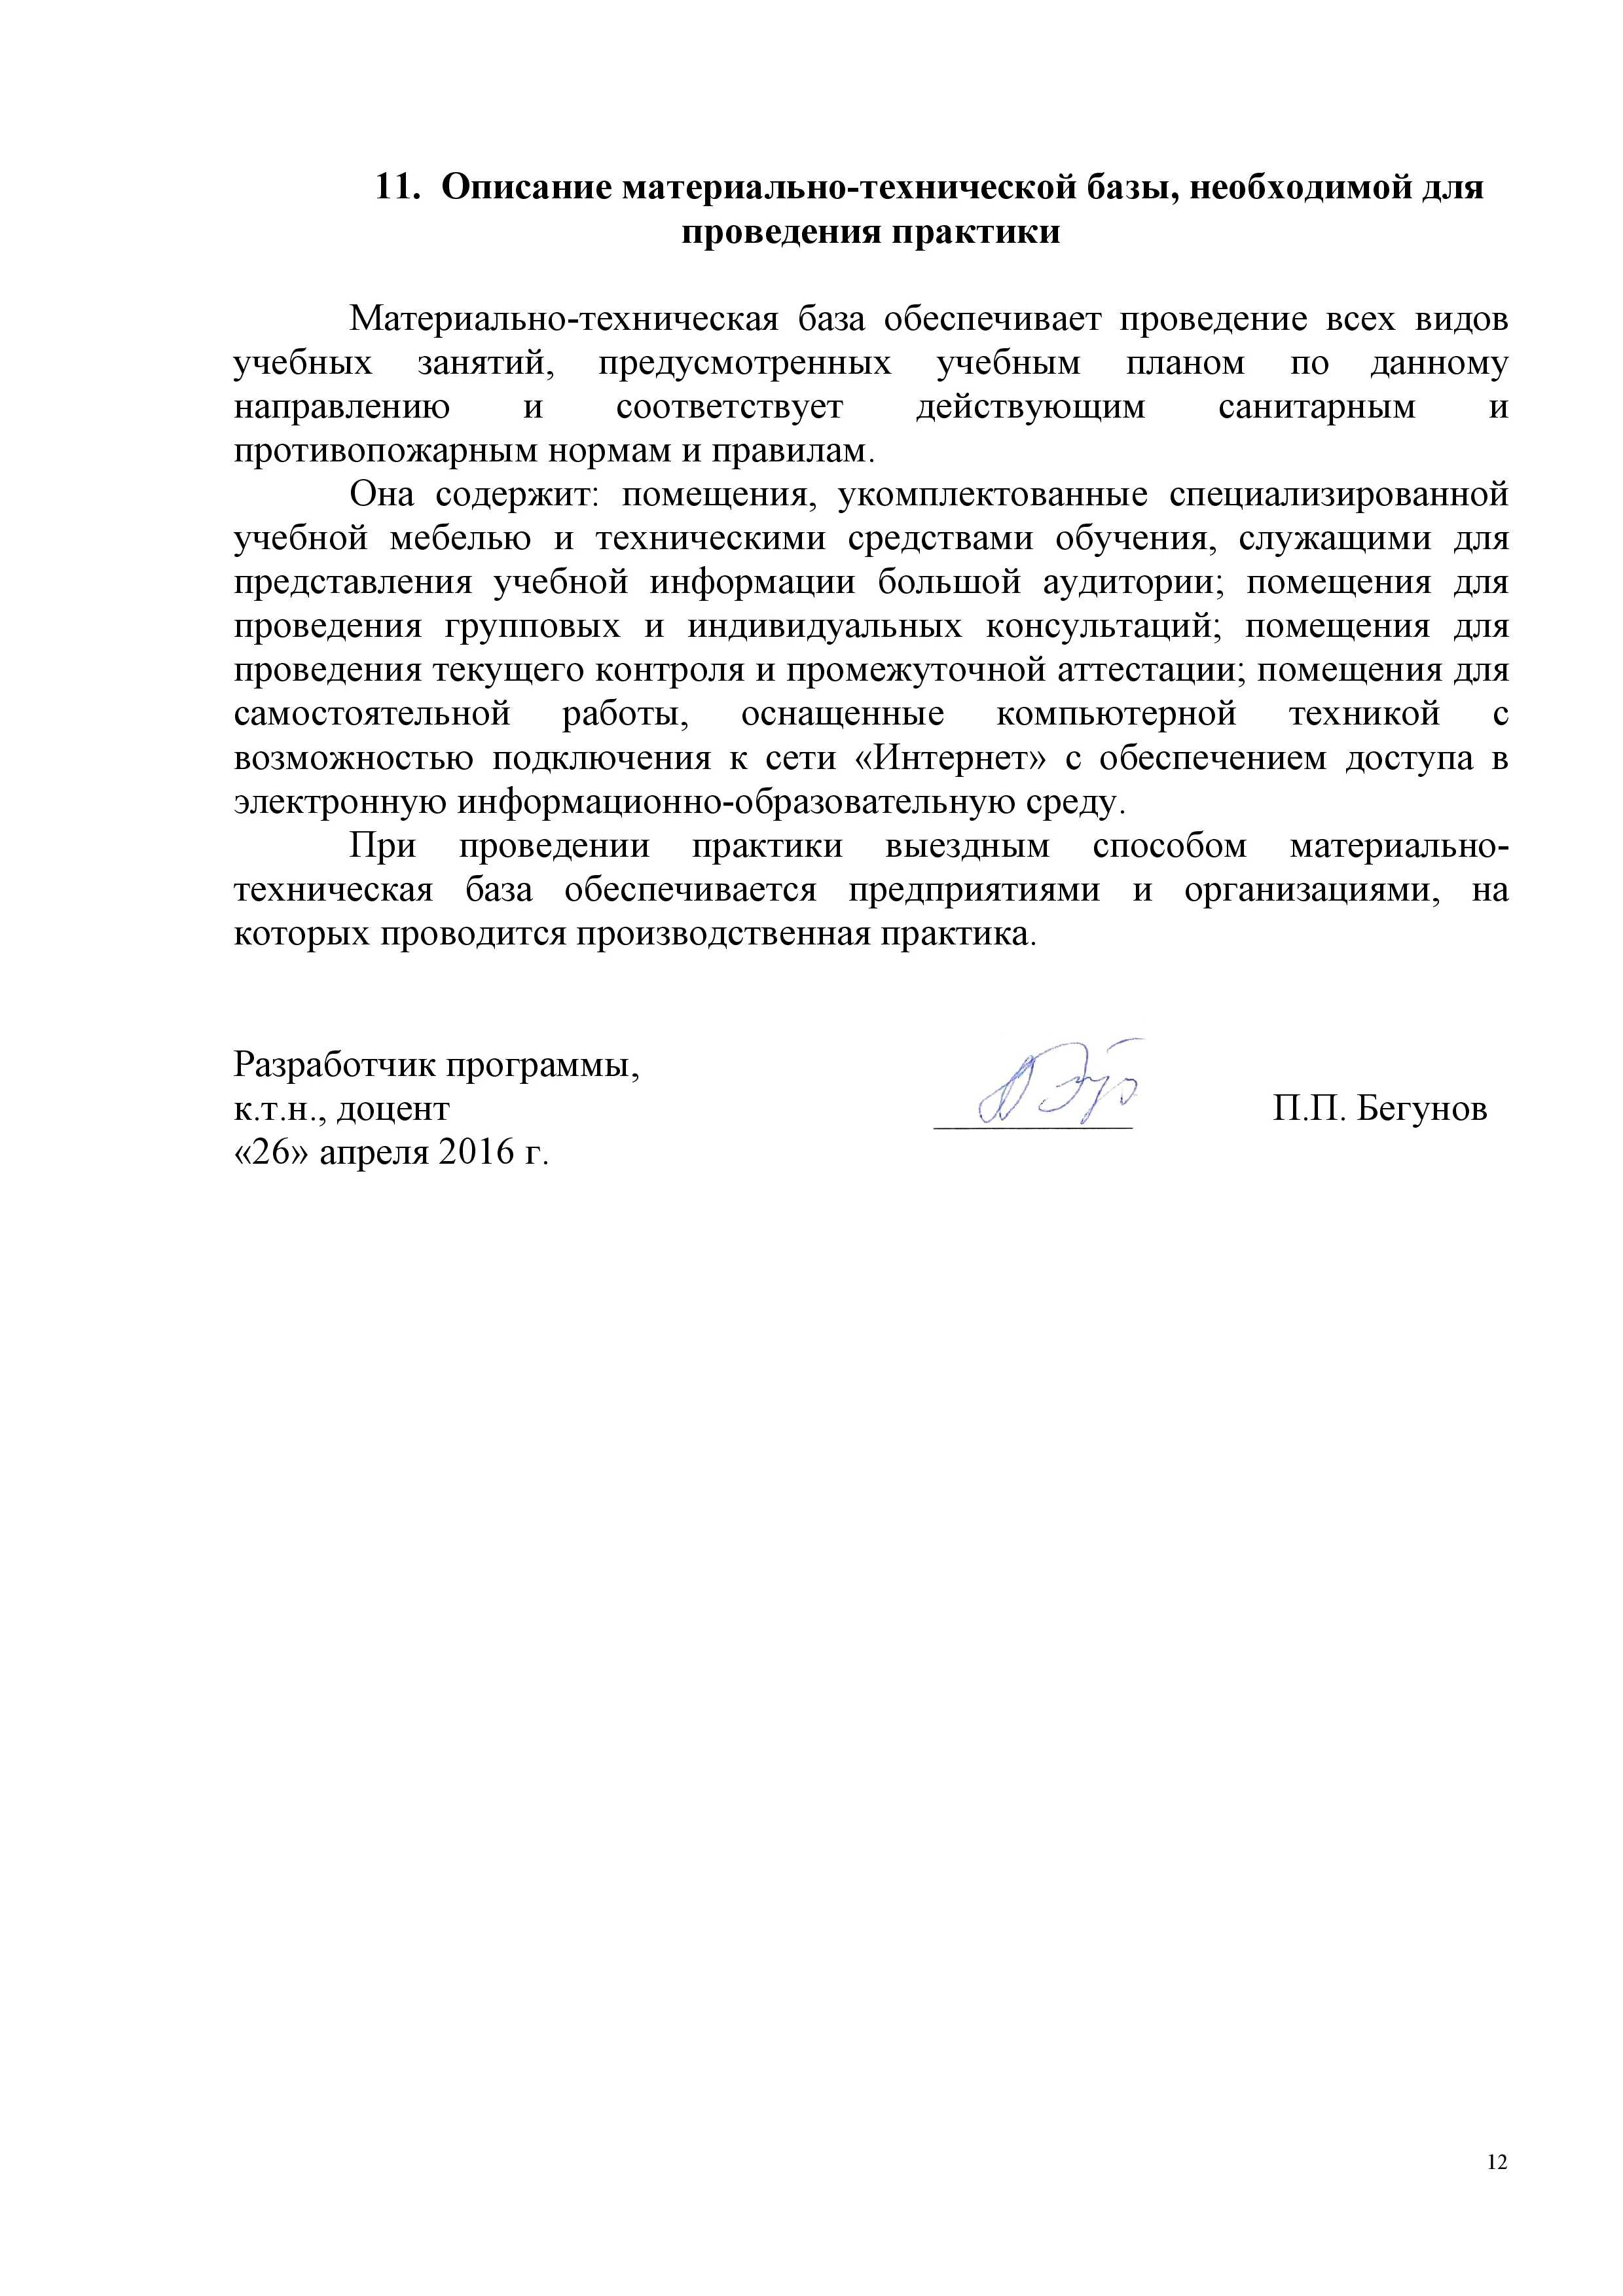 11. Описание материально-технической базы, необходимой для
проведения практики
Материально-техническая база обеспечивает проведение всех видов
учебных занятий, предусмотренных учебным планом по данному
направлению и соответствует действующим санитарным и
противопожарным нормам и правилам.
Она содержит: помещения, укомплектованные специализированной
учебной мебелью и техническими средствами обучения, служащими для
представления учебной информации большой аудитории; помещения для
проведения групповых и индивидуальных консультаций; помещения для
проведения текущего контроля и промежуточной аттестации; помещения для
самостоятельной работы, оснащенные компьютерной техникой с
возможностью подключения к сети «Интернет» с обеспечением доступа в
электронную информационно-образовательную среду.
При проведении практики выездным способом материально-
техническая база обеспечивается предприятиями и организациями, на
которых проводится производственная практика.
Разработчик программы,
к.т.н., доцент П.П. Бегунов
«26» апреля 2016 г.
12